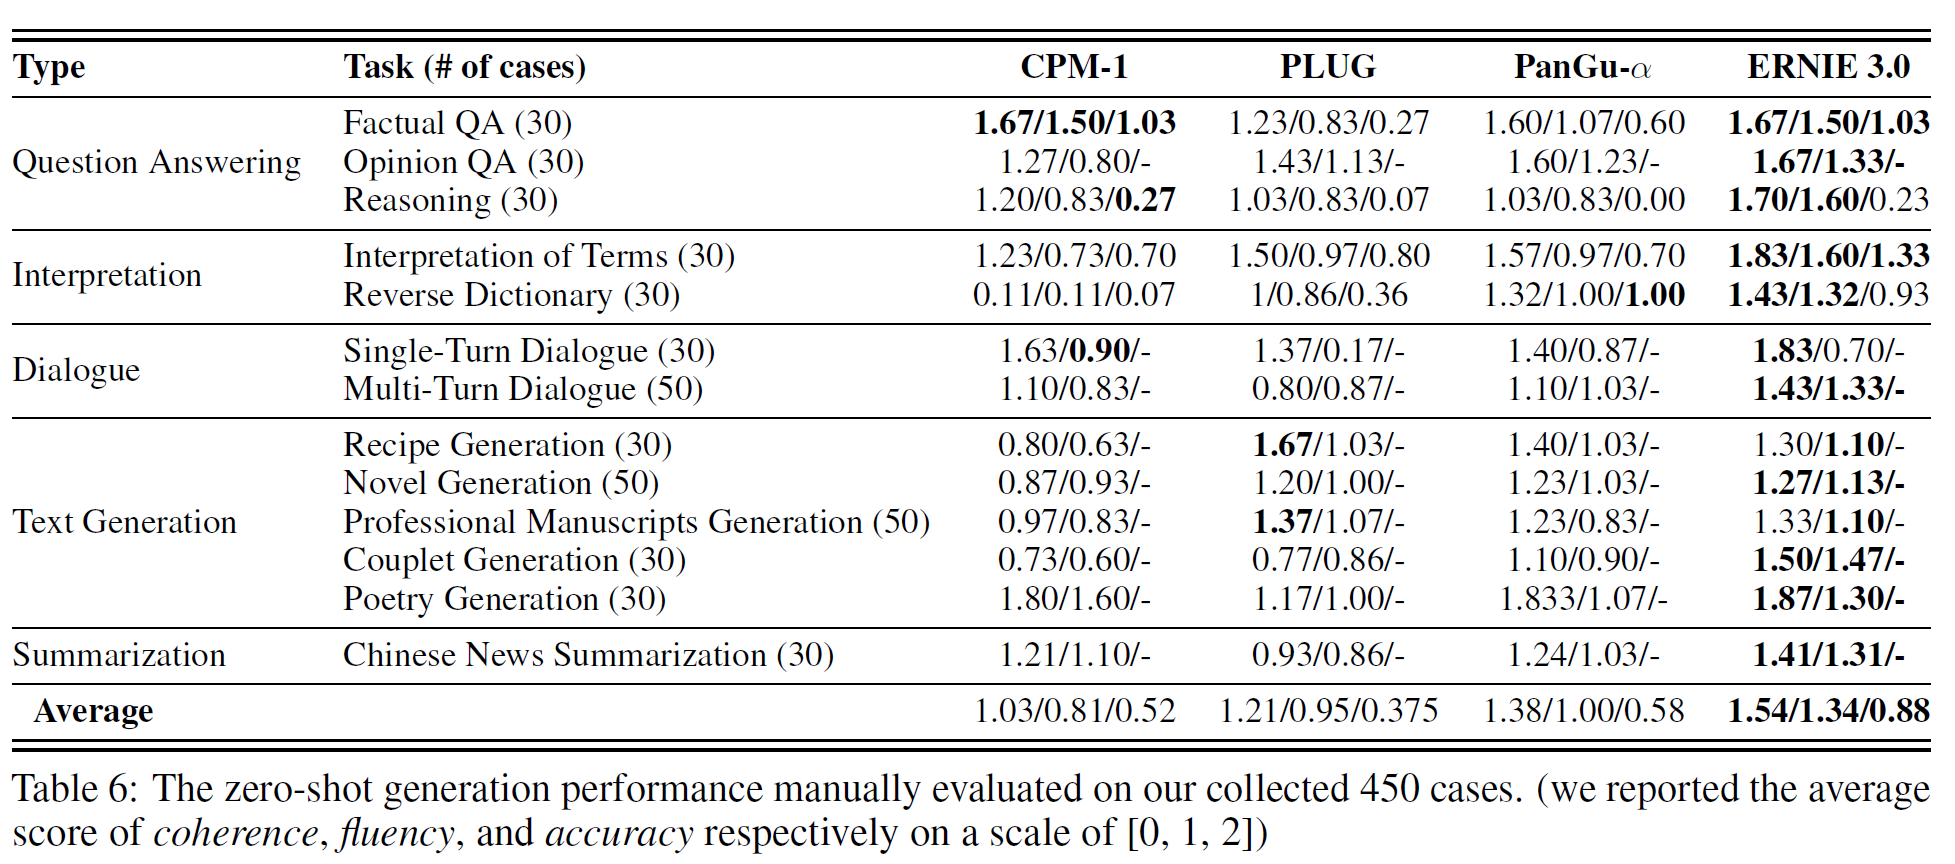 Type Task (# of cases) CPM-1 PLUG PanGu-α ERNIE 3.0
Factual QA (30) 1.67/1.50/1.03 1.23/0.83/0.27 1.60/1.07/0.60 1.67/1.50/1.03
Question Answering Opinion QA (30) 1.27/0.80/- 1.43/1.13/- 1.60/1.23/- 1.67/1.33/-
Reasoning (30) 1.20/0.83/0.27 1.03/0.83/0.07 1.03/0.83/0.00 1.70/1.60/0.23
Interpretation of Terms (30) 1.23/0.73/0.70 1.50/0.97/0.80 1.57/0.97/0.70 1.83/1.60/1.33
Interpretation
Reverse Dictionary (30) 0.11/0.11/0.07 1/0.86/0.36 1.32/1.00/1.00 1.43/1.32/0.93
Single-Turn Dialogue (30) 1.63/0.90/- 1.37/0.17/- 1.40/0.87/- 1.83/0.70/-
Dialogue
Multi-Turn Dialogue (50) 1.10/0.83/- 0.80/0.87/- 1.10/1.03/- 1.43/1.33/-
Recipe Generation (30) 0.80/0.63/- 1.67/1.03/- 1.40/1.03/- 1.30/1.10/-
Novel Generation (50) 0.87/0.93/- 1.20/1.00/- 1.23/1.03/- 1.27/1.13/-
Text Generation Professional Manuscripts Generation (50) 0.97/0.83/- 1.37/1.07/- 1.23/0.83/- 1.33/1.10/-
Couplet Generation (30) 0.73/0.60/- 0.77/0.86/- 1.10/0.90/- 1.50/1.47/-
Poetry Generation (30) 1.80/1.60/- 1.17/1.00/- 1.833/1.07/- 1.87/1.30/-
Summarization Chinese News Summarization (30) 1.21/1.10/- 0.93/0.86/- 1.24/1.03/- 1.41/1.31/-
Average 1.03/0.81/0.52 1.21/0.95/0.375 1.38/1.00/0.58 1.54/1.34/0.88
Table 6: The zero-shot generation performance manually evaluated on our collected 450 cases. (we reported the average
score of coherence, fluency, and accuracy respectively on a scale of [0, 1, 2])